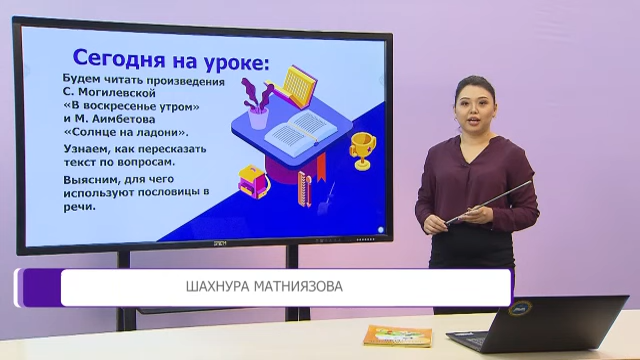 Сегодня на уроке:
Будем читать произведения
С. Могилевской
«В воскресенье утром»
и М. Аимбетова
«Солнце на ладони».
Узнаем, как пересказать
текст по вопросам.
Выясним, для чего
используют пословицы в
речи.
ШАХНУРА МАТНИЯЗОВА